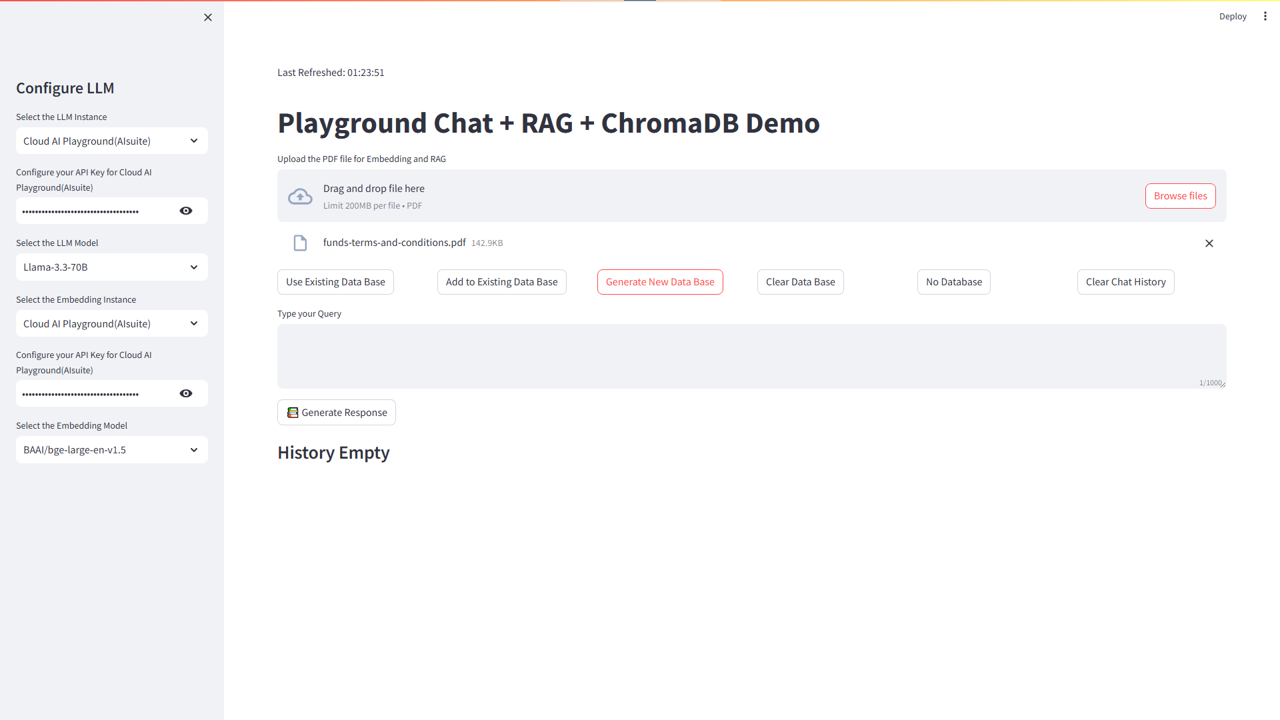 Deploy
Last Refreshed: 01:23:51
Configure LLM
Select the LLM Instance
Cloud AI Playground(AIsuite)
Configure your API Key for Cloud AI
Playground(AIsuite)
••••••••••••••••••••••••••••••••••••
Select the LLM Model
Llama-3.3-70B
Select the Embedding Instance
Cloud AI Playground(AIsuite)
Configure your API Key for Cloud AI
Playground(AIsuite)
••••••••••••••••••••••••••••••••••••
Select the Embedding Model
BAAI/bge-large-en-v1.5
Playground Chat + RAG + ChromaDB Demo
Upload the PDF file for Embedding and RAG
Drag and drop file here
Limit 200MB per file • PDF
Browse files
funds-terms-and-conditions.pdf 142.9KB
Use Existing Data Base Add to Existing Data Base Generate New Data Base Clear Data Base No Database Clear Chat History
Type your Query
1/1000
Generate Response
History Empty